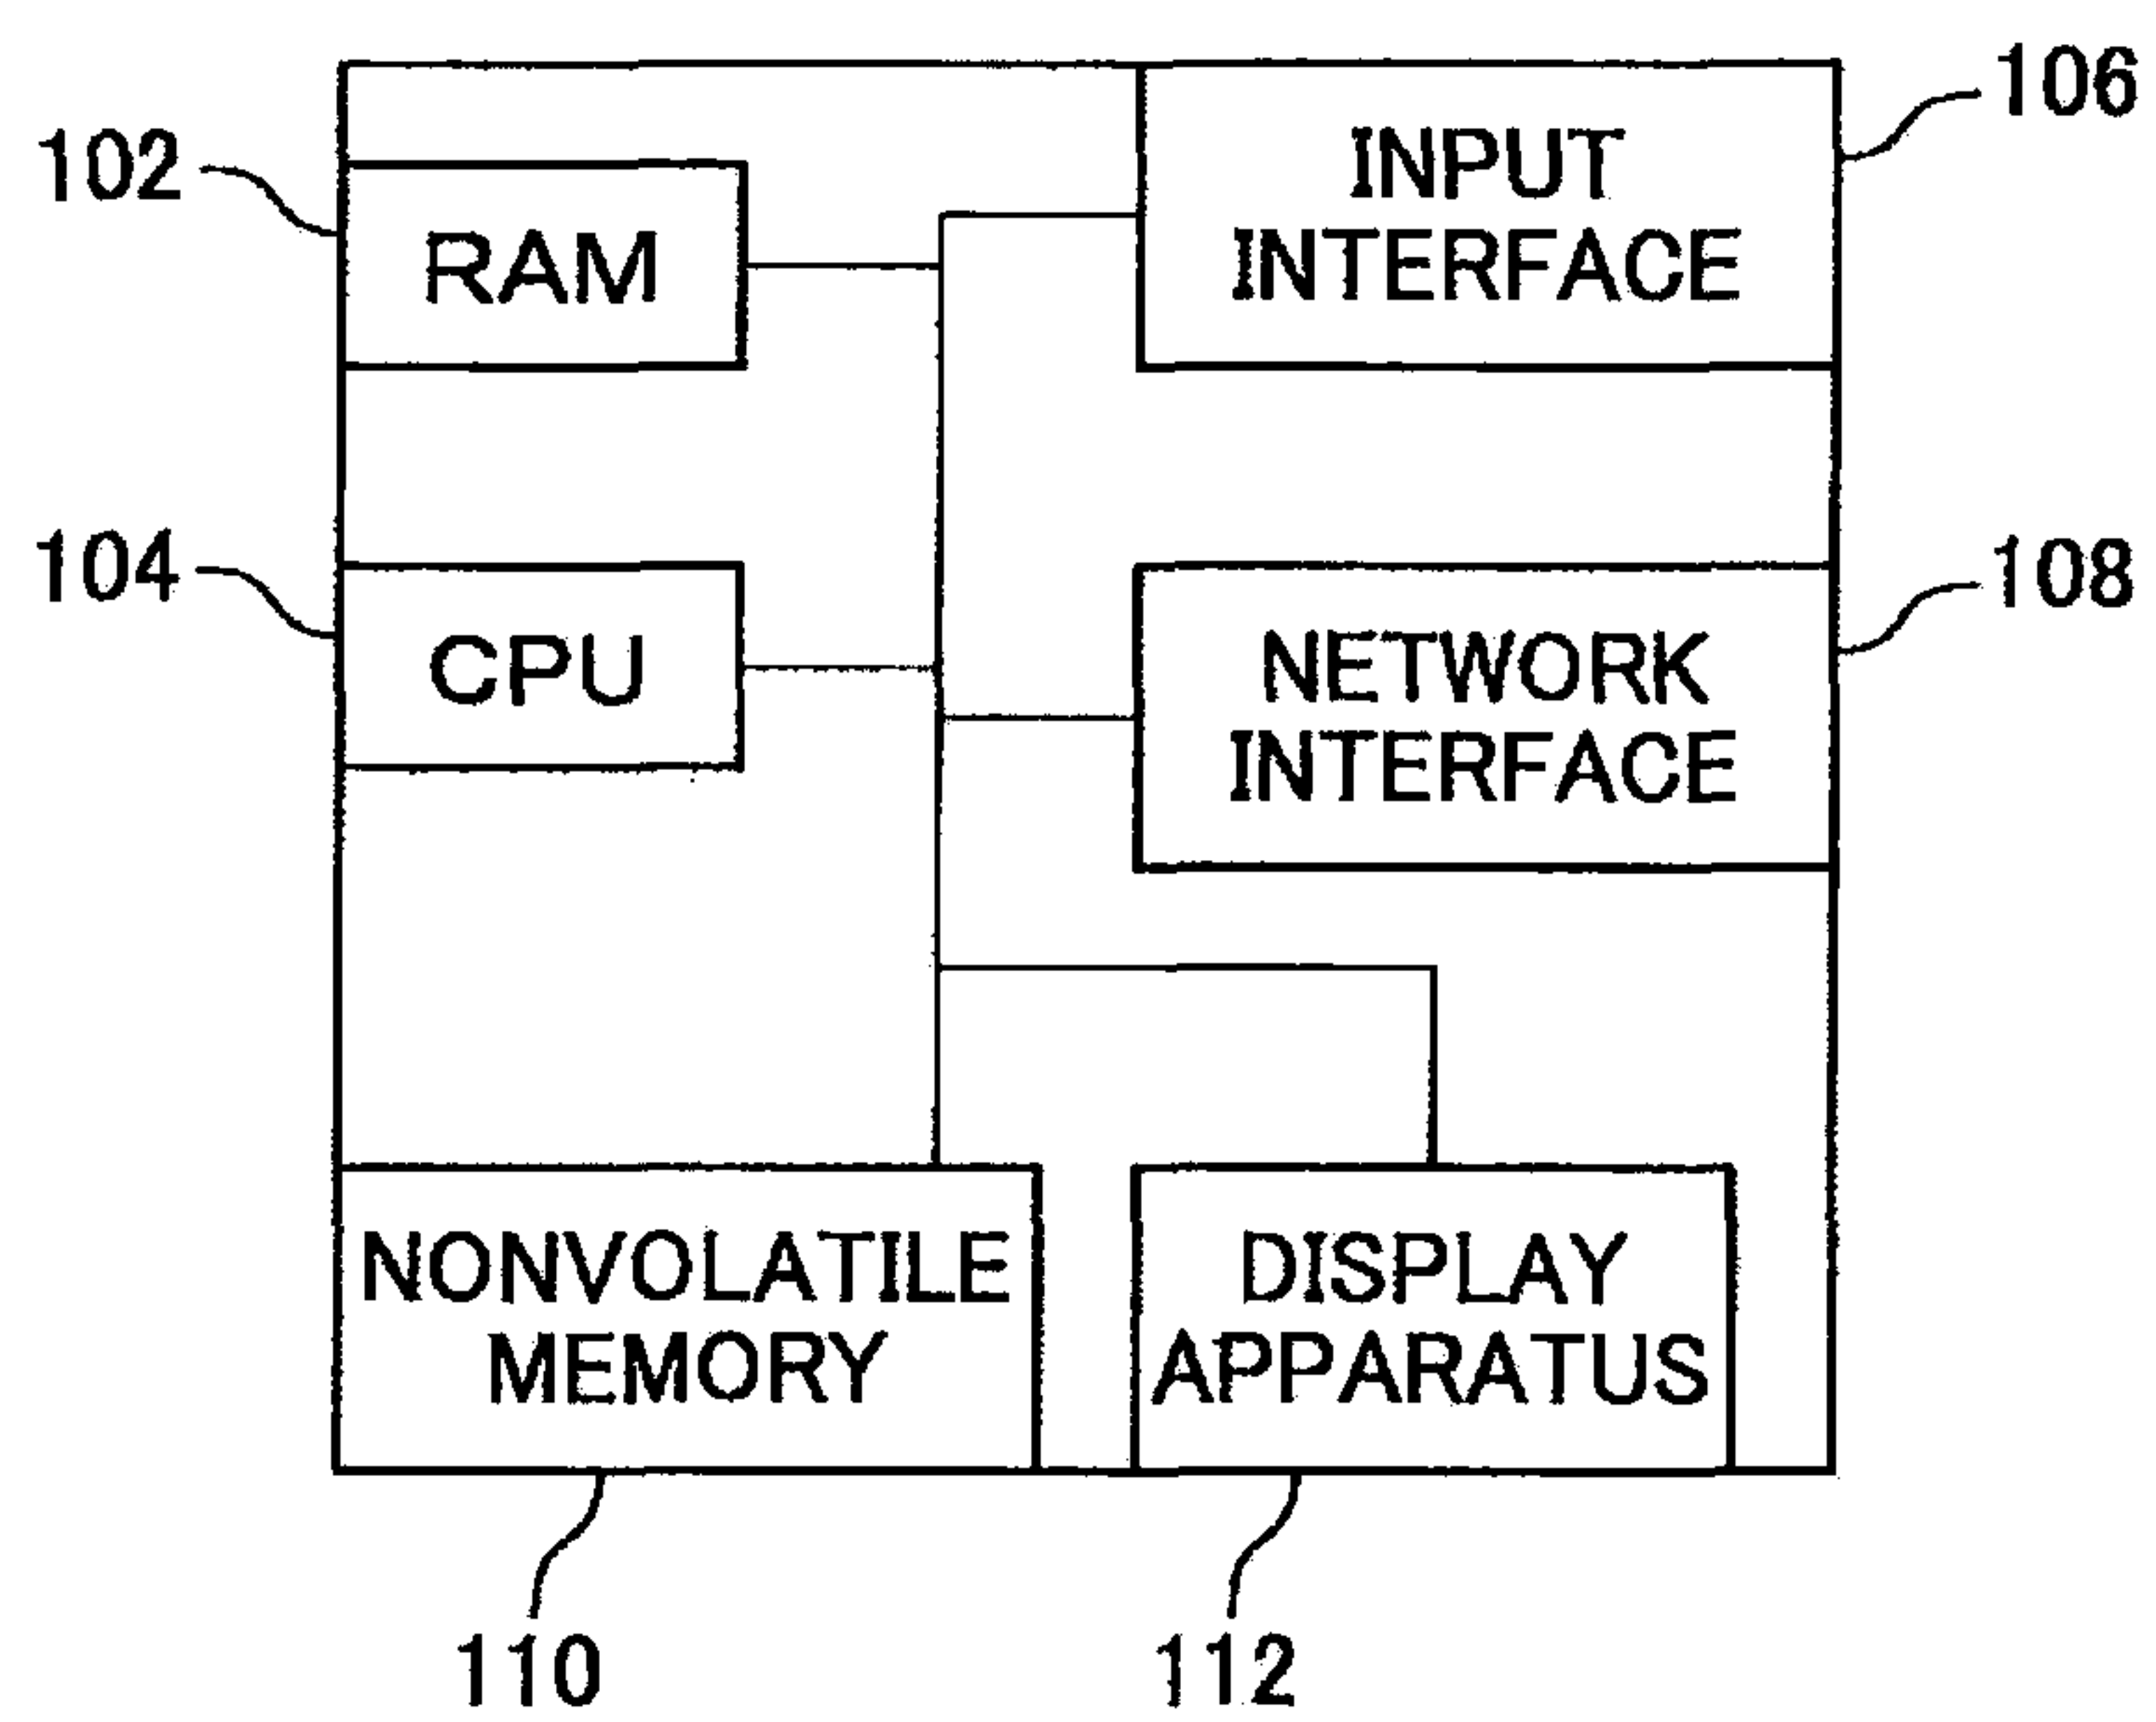 106
INPUT
INTERFACE
102
RAM
104
CPU
108
NETWORK
INTERFACE
NONVOLATILE
MEMORY
DISPLAY
APPARATUS
110
112